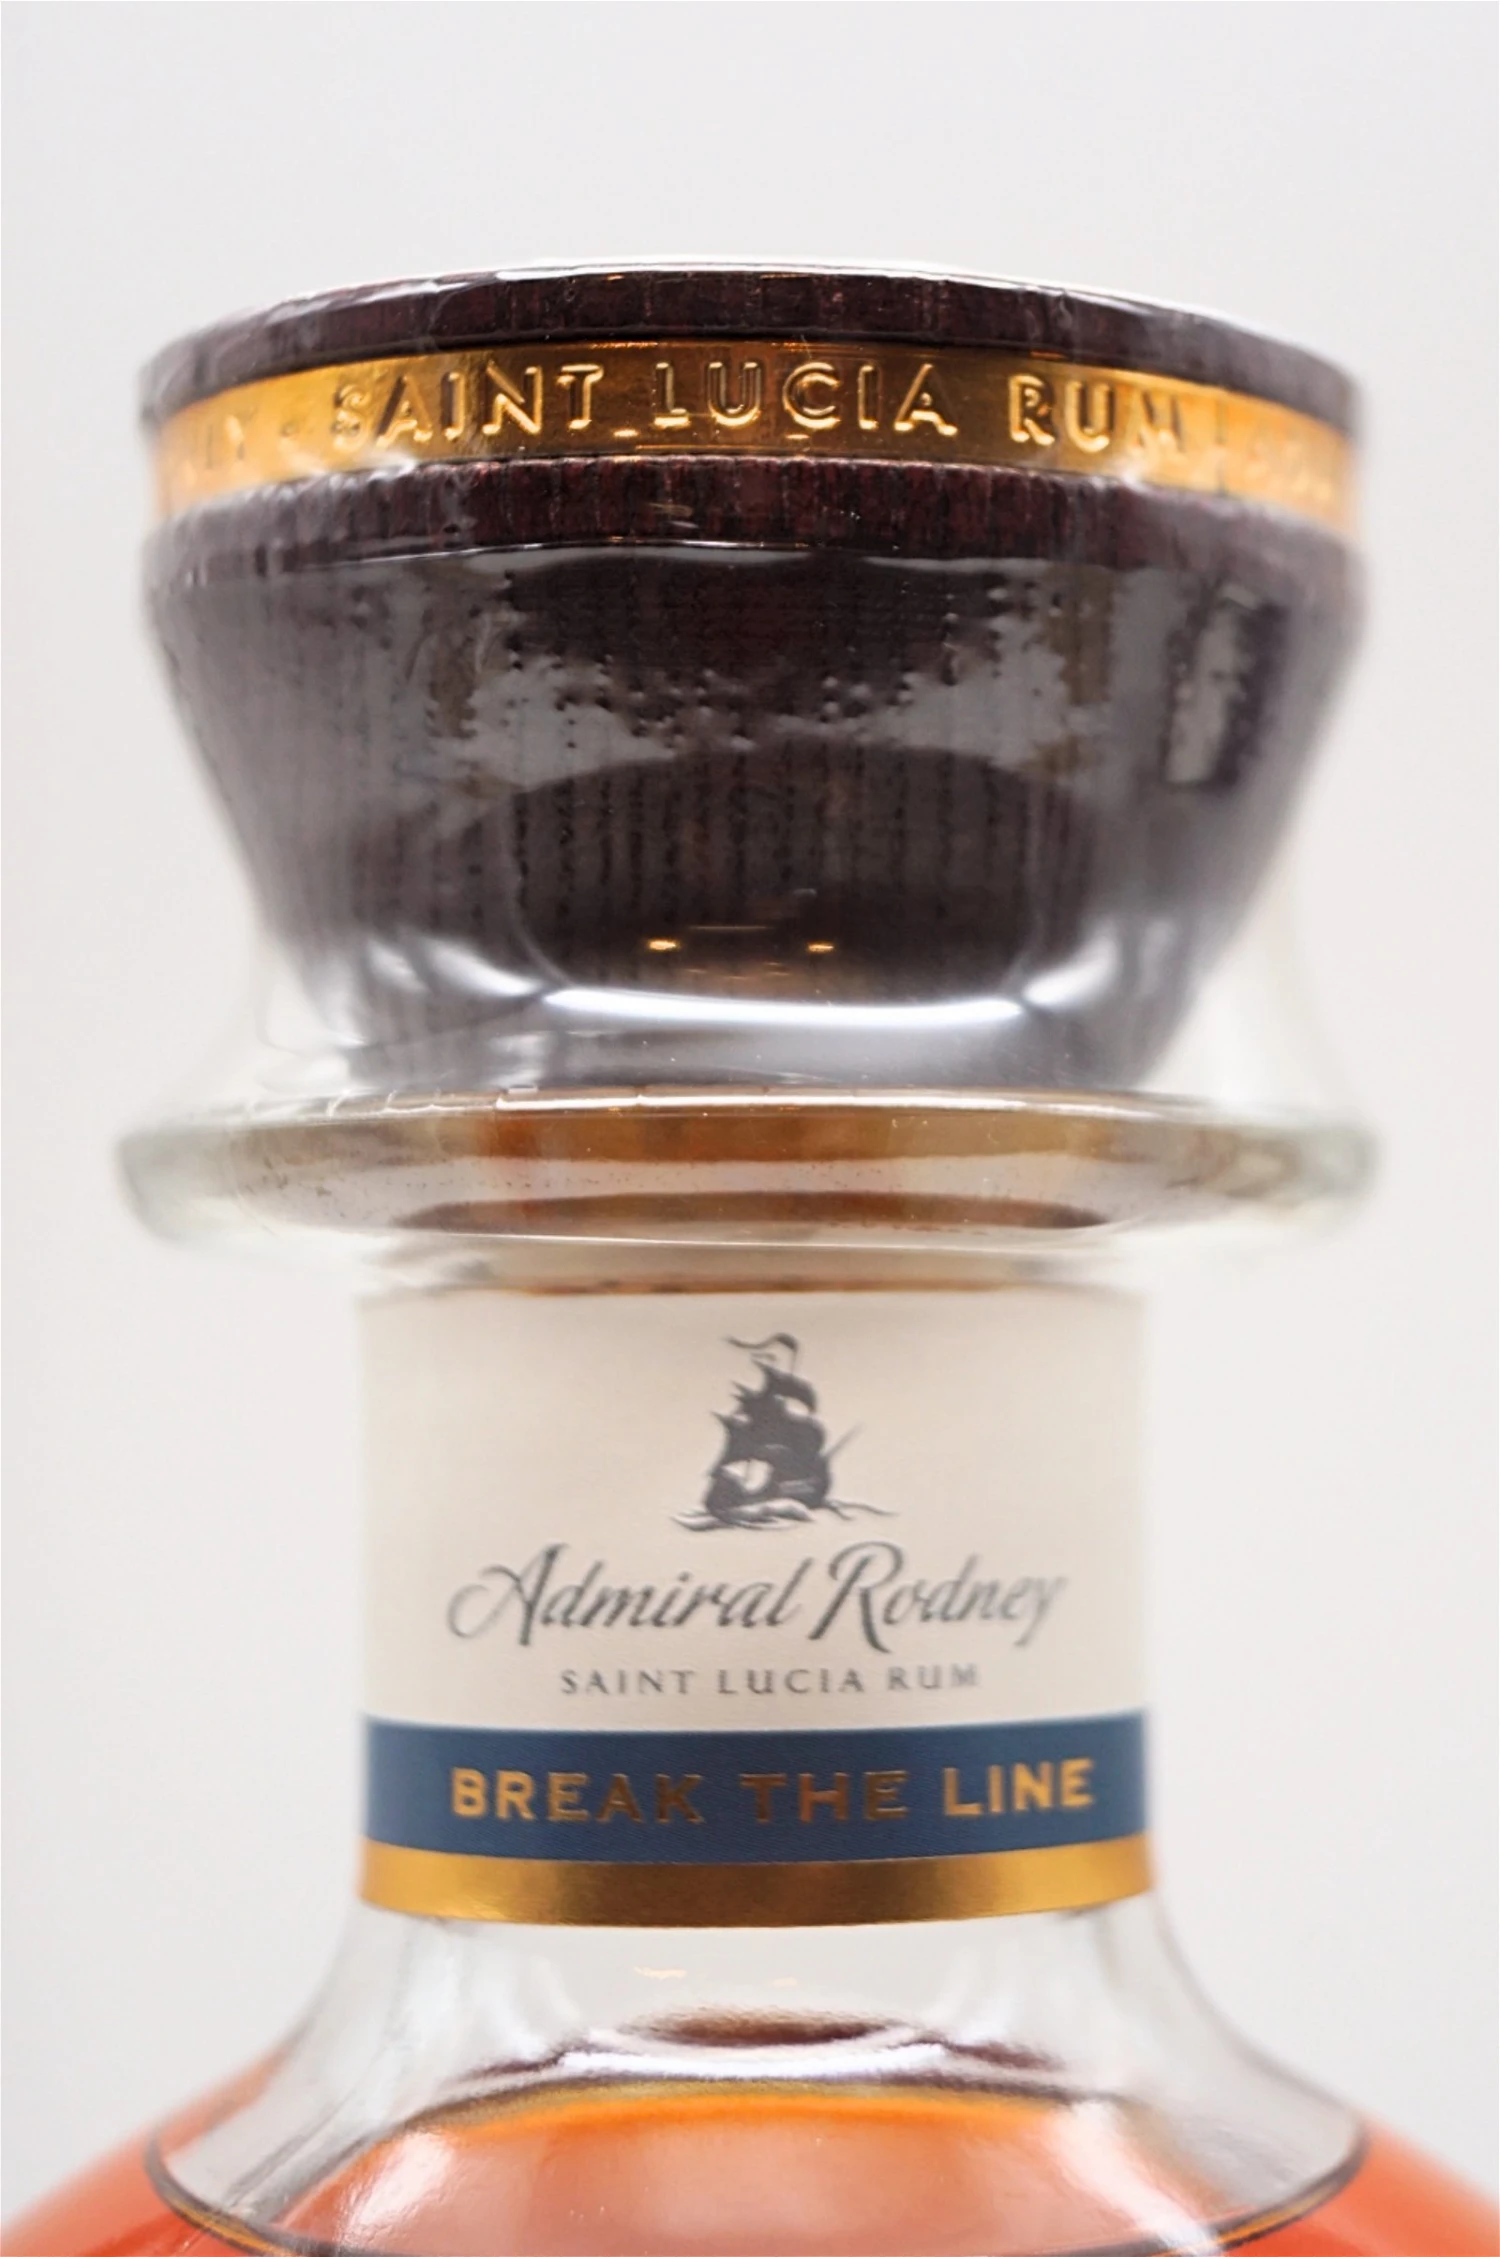 SAINT LUCIA RUM
Admiral Rodney
SAINT LUCIA RUM
BREAK THE LINE